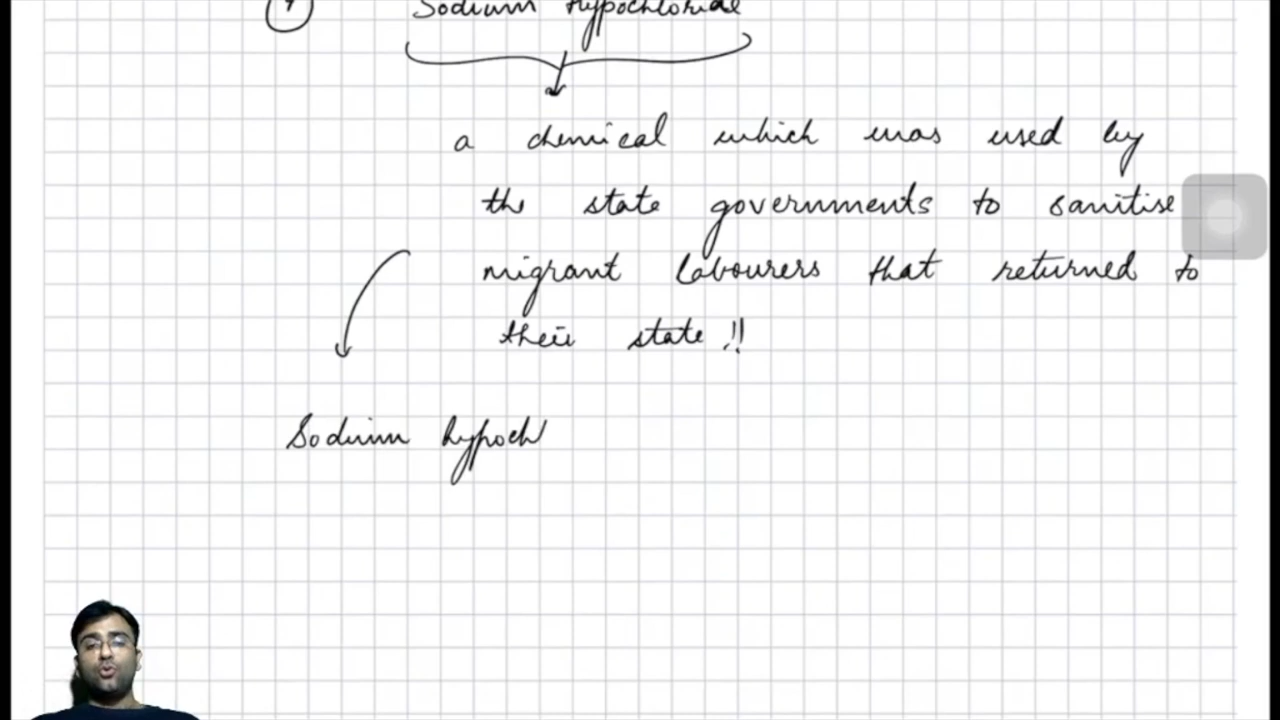 Sodium Hypochloride
a chemical which was used by
the state governments to sanitise
migrant labourers that returned to
their state !!
Sodium hypoch